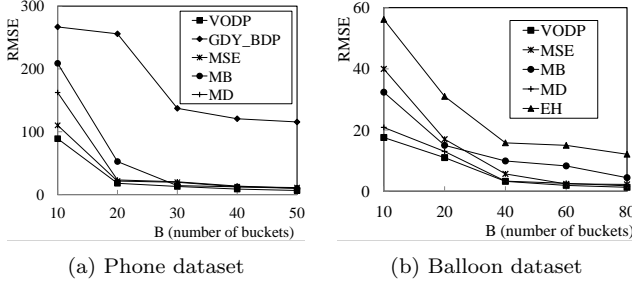 RMSE
300
200
100
0
VODP
GDY_BDP
MSE
MB
MD
10 20 30 40 50
B (number of buckets)
(a) Phone dataset
RMSE
60
40
20
0
VODP
MSE
MB
MD
EH
10 20 40 60 80
B (number of buckets)
(b) Balloon dataset